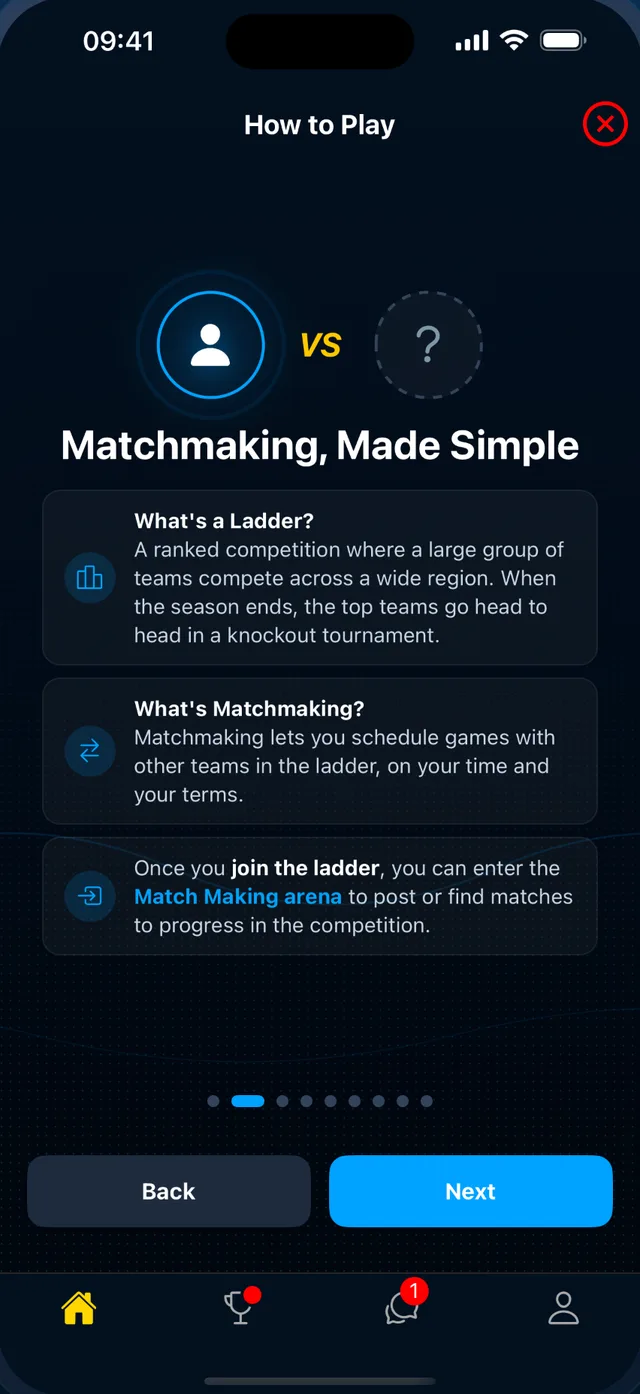 09:41
How to Play
VS
?
Matchmaking, Made Simple
What's a Ladder?
A ranked competition where a large group of
teams compete across a wide region. When
the season ends, the top teams go head to
head in a knockout tournament.
What's Matchmaking?
Matchmaking lets you schedule games with
other teams in the ladder, on your time and
your terms.
Once you join the ladder, you can enter the
Match Making arena to post or find matches
to progress in the competition.
Back
Next
1